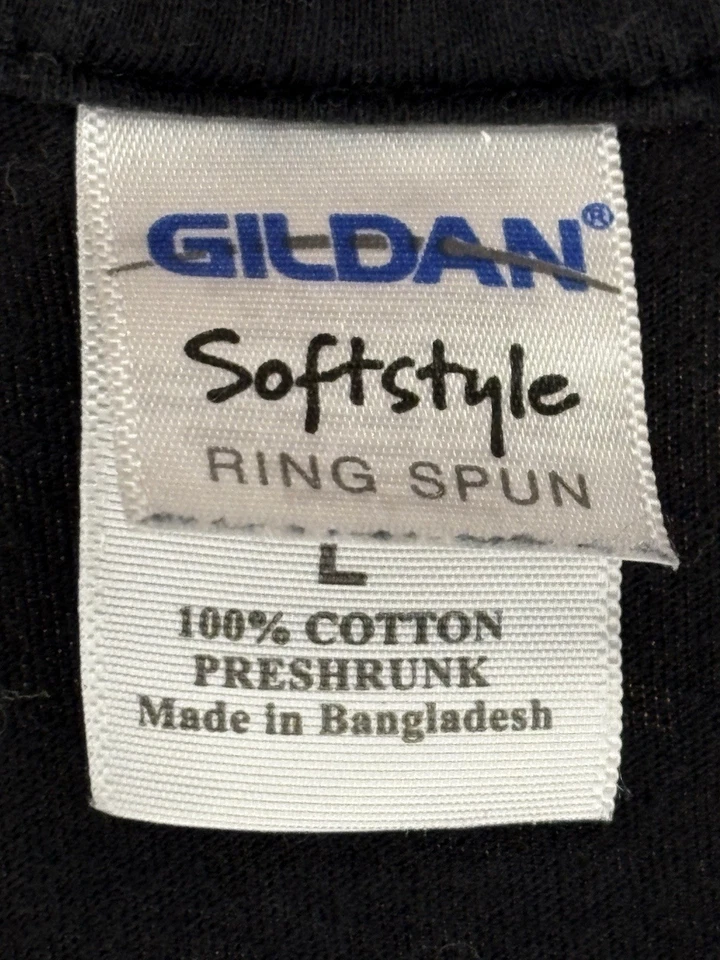 GILDAN®
Softstyle
RING SPUN
L
100% COTTON
PRESHRUNK
Made in Bangladesh